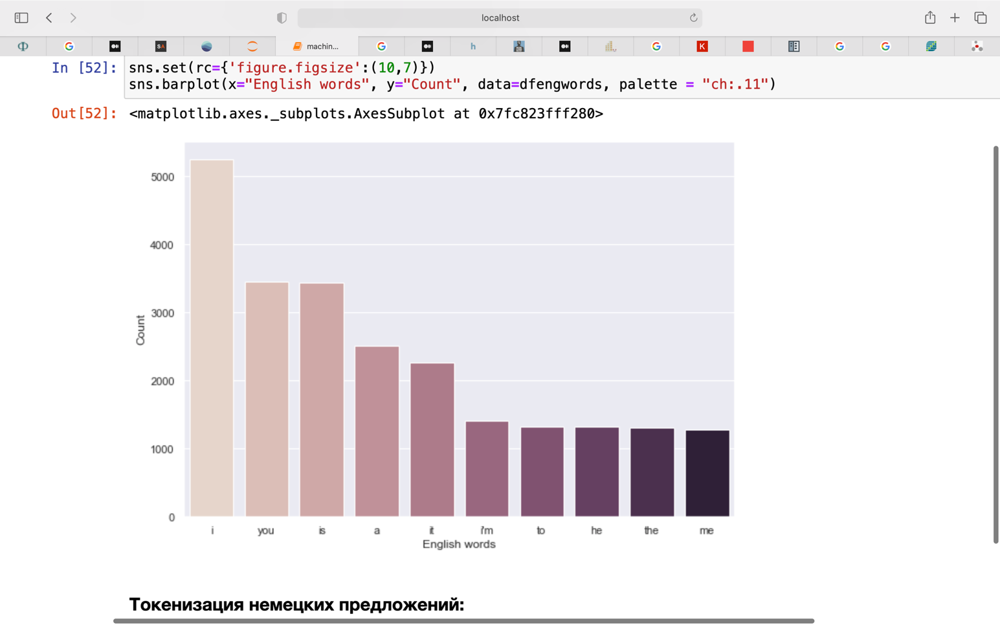 localhost
machin...
In [52]: sns.set(rc={'figure.figsize':(10,7)})
sns.barplot(x="English words", y="Count", data=dfengwords, palette = "ch:.11")
Out[52]: <matplotlib.axes._subplots.AxesSubplot at 0x7fc823fff280>
5000
4000
3000
2000
1000
0
Count
i you is a it i'm to he the me
English words
Токенизация немецких предложений: